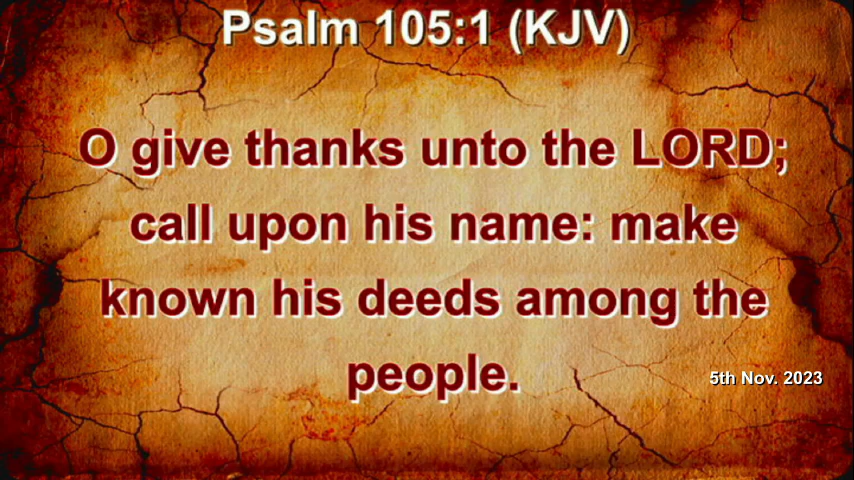 Psalm 105:1 (KJV)
O give thanks unto the LORD;
call upon his name: make
known his deeds among the
people.
5th Nov. 2023